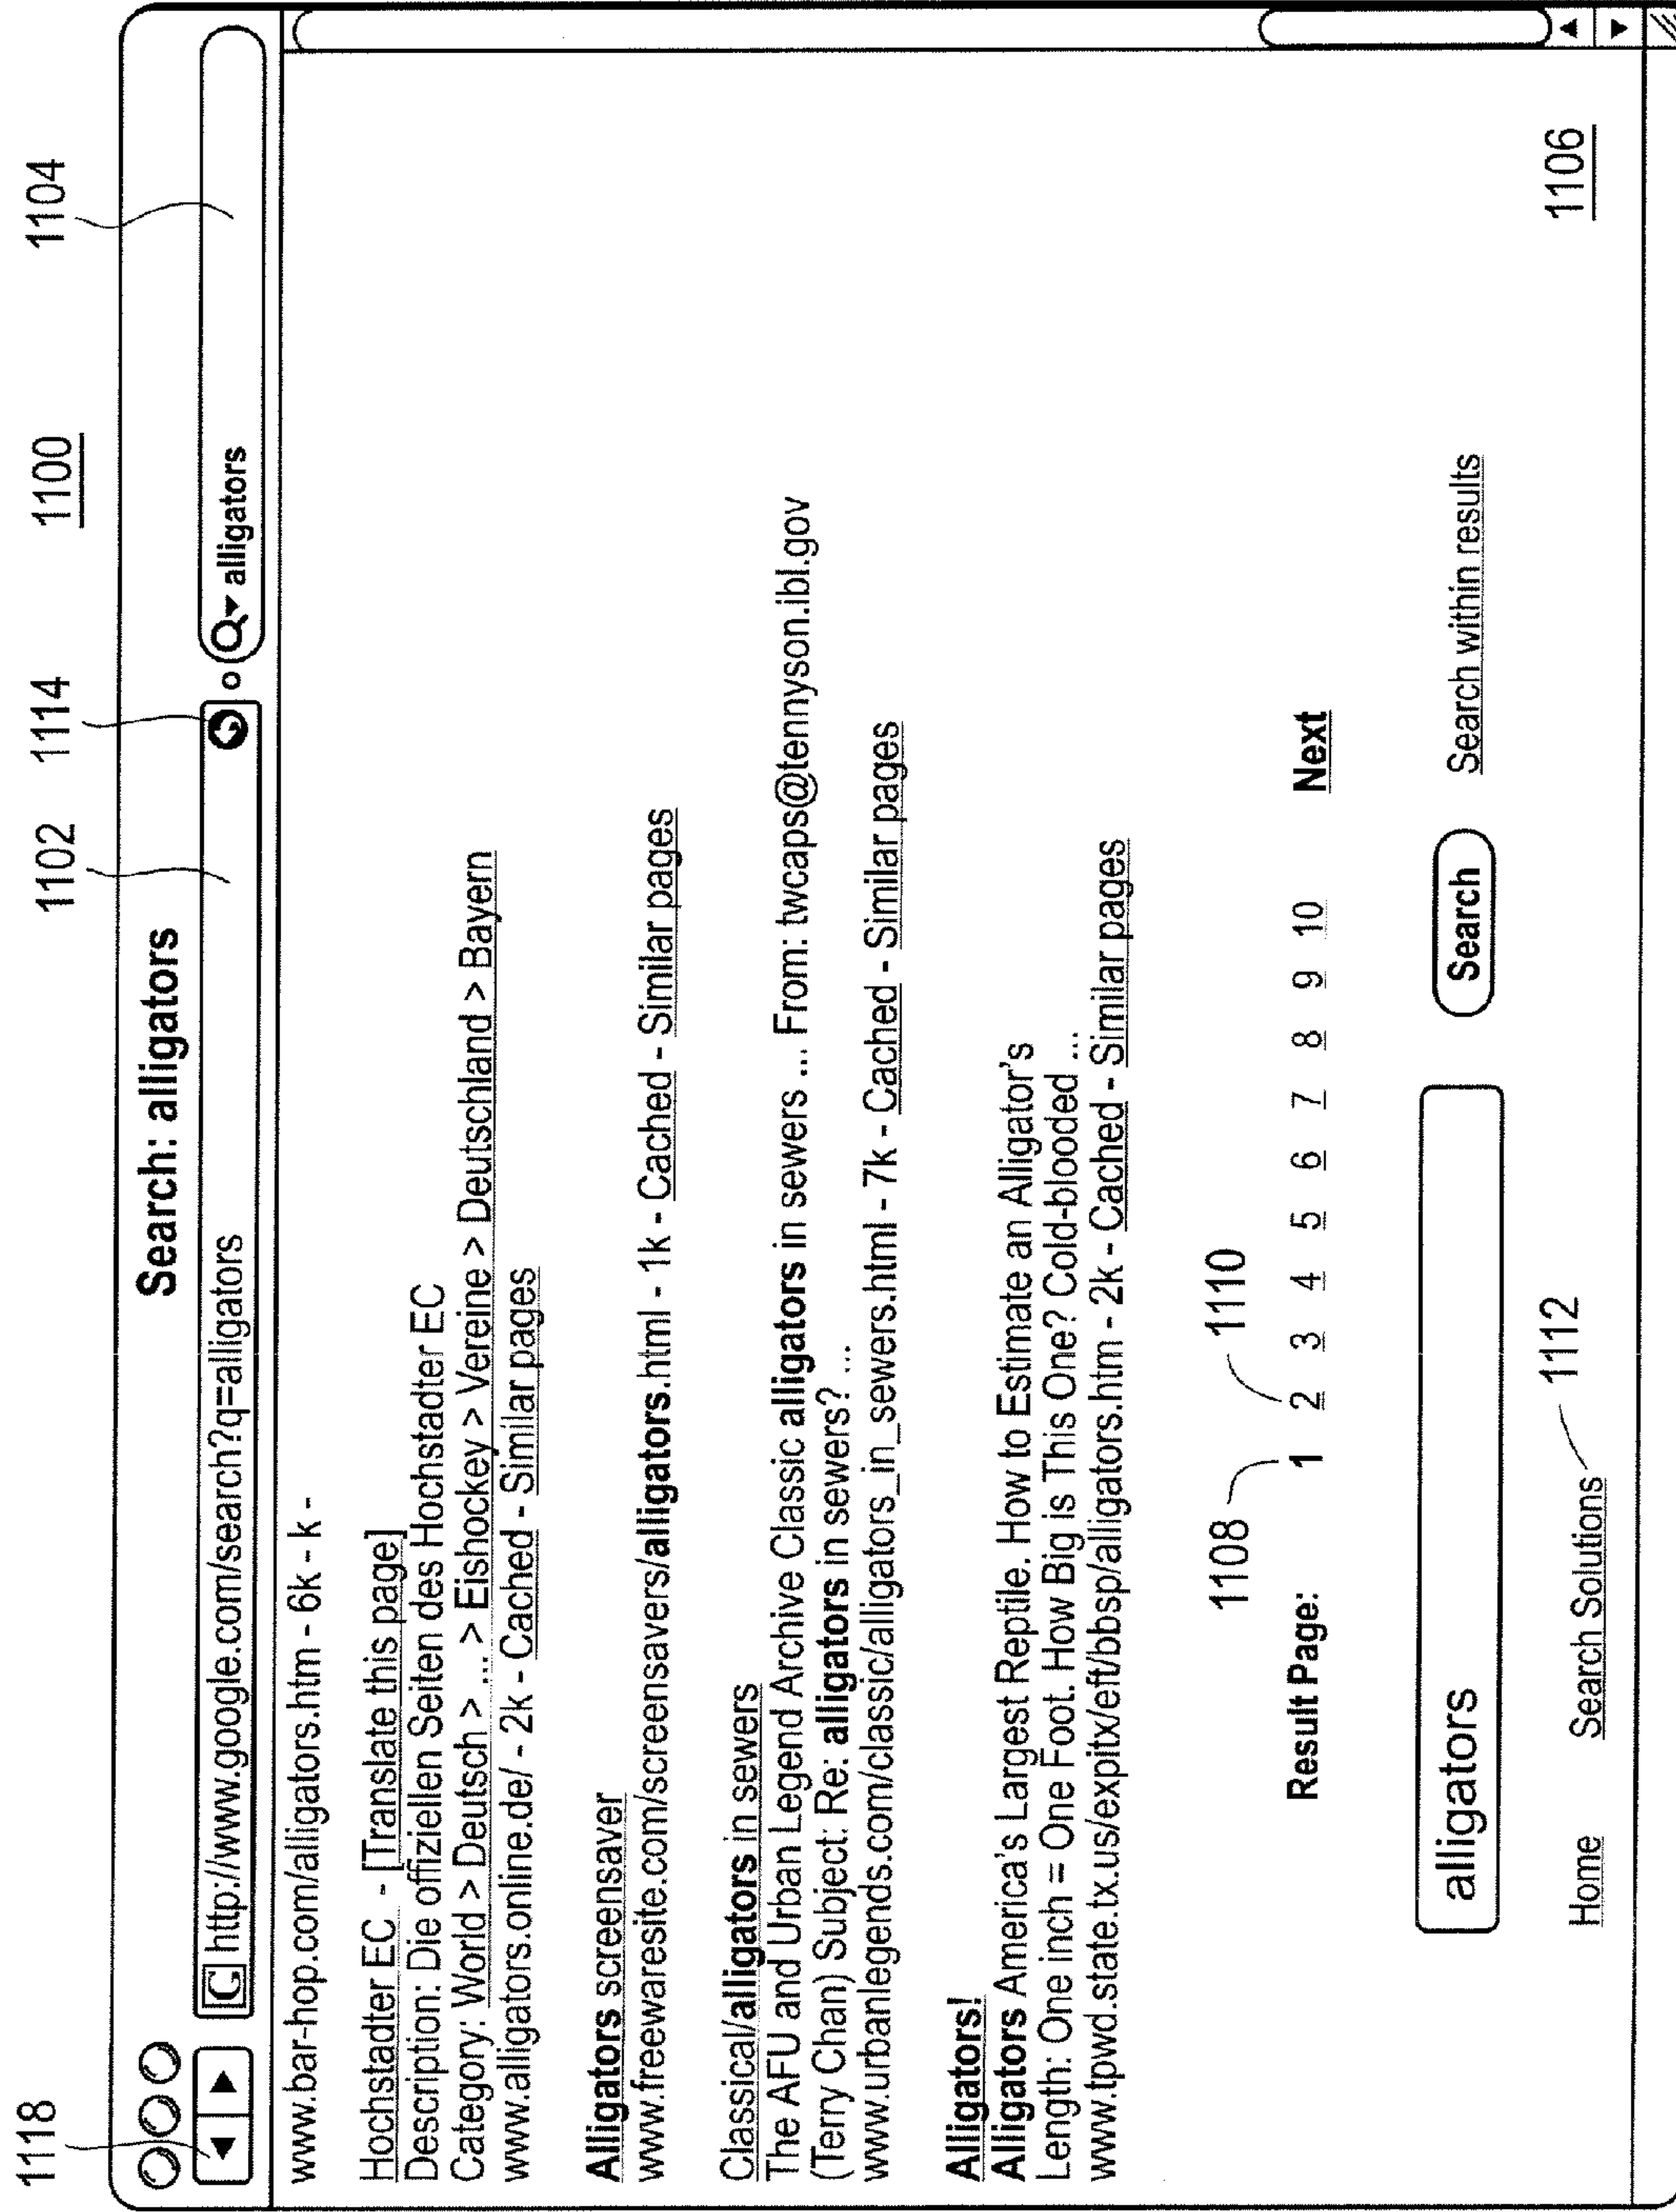 1118 1102 1114 1100 1104
Search: alligators
G http://www.google.com/search?q=alligators
alligators
www.bar-hop.com/alligators.htm - 6k - k -
Hochstadter EC - [Translate this page]
Description: Die offiziellen Seiten des Hochstadter EC
Category: World > Deutsch > ... > Eishockey > Vereine > Deutschland > Bayern
www.alligators.online.de/ - 2k - Cached - Similar pages
Alligators screensaver
www.freewaresite.com/screensavers/alligators.html - 1k - Cached - Similar pages
Classical/alligators in sewers
The AFU and Urban Legend Archive Classic alligators in sewers ... From: twcaps@tennyson.ibl.gov
(Terry Chan) Subject: Re: alligators in sewers? ...
www.urbanlegends.com/classic/alligators_in_sewers.html - 7k - Cached - Similar pages
Alligators!
Alligators America's Largest Reptile. How to Estimate an Alligator's
Length: One inch = One Foot. How Big is This One? Cold-blooded ...
www.tpwd.state.tx.us/expitx/eft/bbsp/alligators.htm - 2k - Cached - Similar pages
1108 1110
Result Page: 1 2 3 4 5 6 7 8 9 10 Next
alligators Search Search within results
1112 1106
Home Search Solutions